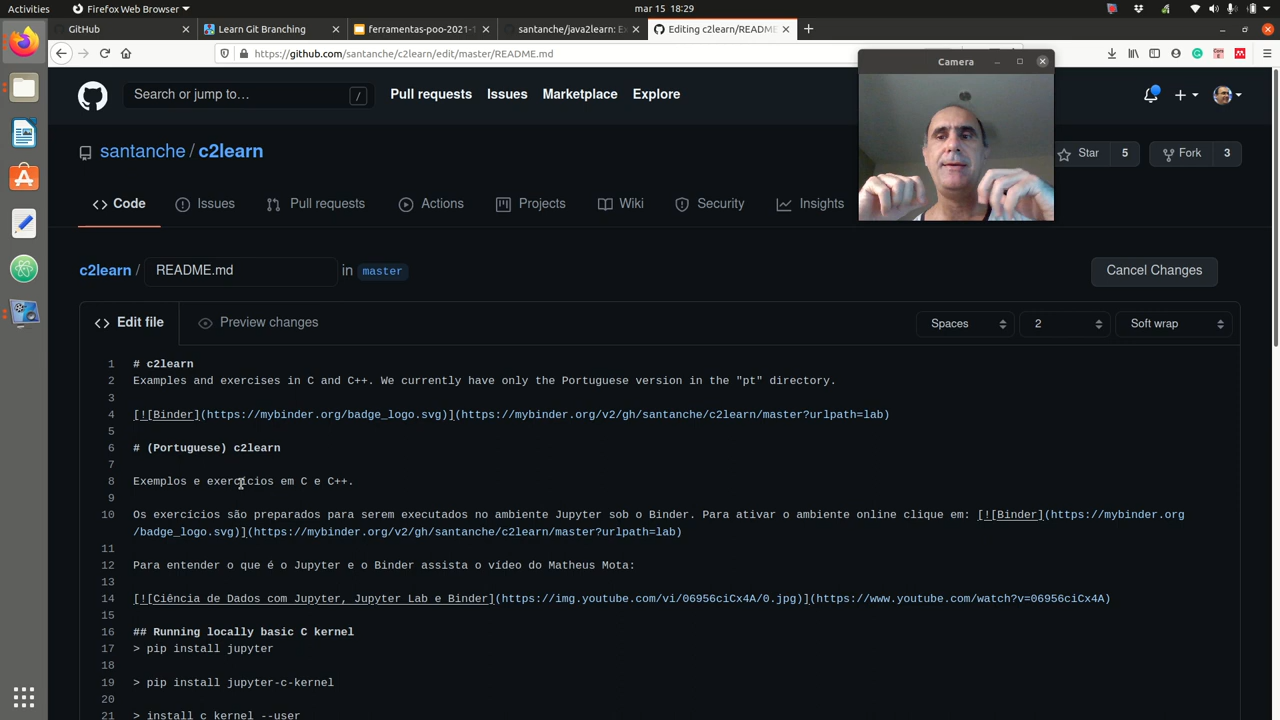 Activities
Firefox Web Browser
mar 15 18:29
GitHub
Learn Git Branching
ferramentas-poo-2021-1
santanche/java2learn: Ex
Editing c2learn/README
https://github.com/santanche/c2learn/edit/master/README.md
Camera
Search or jump to…
/
Pull requests
Issues
Marketplace
Explore
santanche / c2learn
Star 5
Fork 3
Code
Issues
Pull requests
Actions
Projects
Wiki
Security
Insights
c2learn / README.md in master
Cancel Changes
Edit file
Preview changes
Spaces
2
Soft wrap
1 # c2learn
2 Examples and exercises in C and C++. We currently have only the Portuguese version in the "pt" directory.
3
4 [![Binder](https://mybinder.org/badge_logo.svg)](https://mybinder.org/v2/gh/santanche/c2learn/master?urlpath=lab)
5
6 # (Portuguese) c2learn
7
8 Exemplos e exercícios em C e C++.
9
10 Os exercícios são preparados para serem executados no ambiente Jupyter sob o Binder. Para ativar o ambiente online clique em: [![Binder](https://mybinder.org
/badge_logo.svg)](https://mybinder.org/v2/gh/santanche/c2learn/master?urlpath=lab)
11
12 Para entender o que é o Jupyter e o Binder assista o vídeo do Matheus Mota:
13
14 [![Ciência de Dados com Jupyter, Jupyter Lab e Binder](https://img.youtube.com/vi/06956ciCx4A/0.jpg)](https://www.youtube.com/watch?v=06956ciCx4A)
15
16 ## Running locally basic C kernel
17 > pip install jupyter
18
19 > pip install jupyter-c-kernel
20
21 > install_c_kernel --user